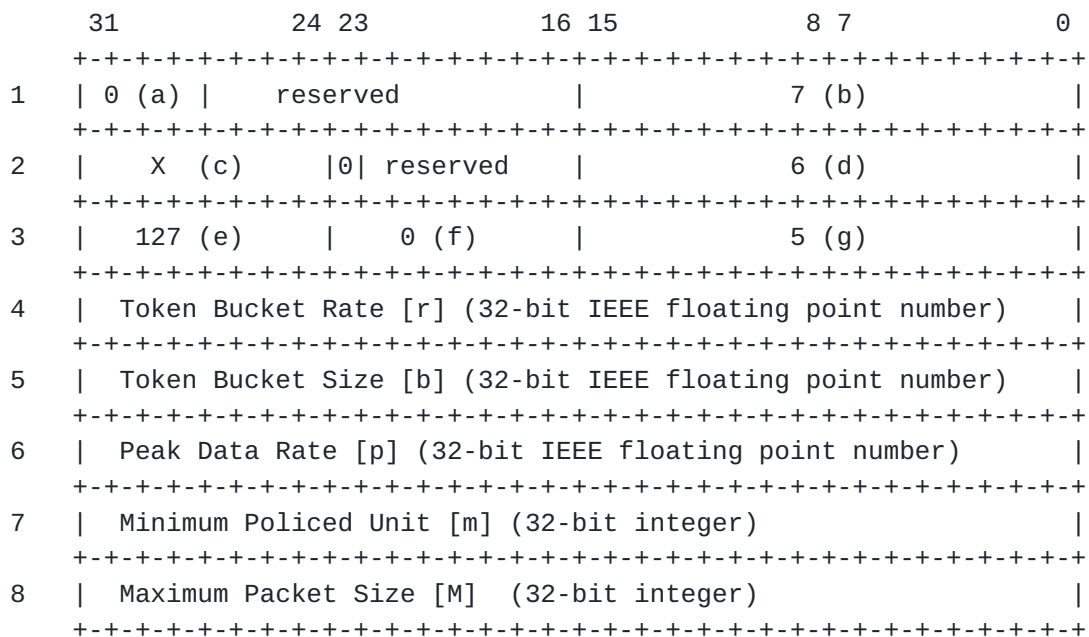 31           24 23           16 15            8 7             0
    +-+-+-+-+-+-+-+-+-+-+-+-+-+-+-+-+-+-+-+-+-+-+-+-+-+-+-+-+-+-+-+-+
1   | 0 (a) |    reserved           |             7 (b)             |
    +-+-+-+-+-+-+-+-+-+-+-+-+-+-+-+-+-+-+-+-+-+-+-+-+-+-+-+-+-+-+-+-+
2   |    X  (c)     |0| reserved    |             6 (d)             |
    +-+-+-+-+-+-+-+-+-+-+-+-+-+-+-+-+-+-+-+-+-+-+-+-+-+-+-+-+-+-+-+-+
3   |   127 (e)     |    0 (f)      |             5 (g)             |
    +-+-+-+-+-+-+-+-+-+-+-+-+-+-+-+-+-+-+-+-+-+-+-+-+-+-+-+-+-+-+-+-+
4   |  Token Bucket Rate [r] (32-bit IEEE floating point number)    |
    +-+-+-+-+-+-+-+-+-+-+-+-+-+-+-+-+-+-+-+-+-+-+-+-+-+-+-+-+-+-+-+-+
5   |  Token Bucket Size [b] (32-bit IEEE floating point number)    |
    +-+-+-+-+-+-+-+-+-+-+-+-+-+-+-+-+-+-+-+-+-+-+-+-+-+-+-+-+-+-+-+-+
6   |  Peak Data Rate [p] (32-bit IEEE floating point number)       |
    +-+-+-+-+-+-+-+-+-+-+-+-+-+-+-+-+-+-+-+-+-+-+-+-+-+-+-+-+-+-+-+-+
7   |  Minimum Policed Unit [m] (32-bit integer)                    |
    +-+-+-+-+-+-+-+-+-+-+-+-+-+-+-+-+-+-+-+-+-+-+-+-+-+-+-+-+-+-+-+-+
8   |  Maximum Packet Size [M]  (32-bit integer)                    |
    +-+-+-+-+-+-+-+-+-+-+-+-+-+-+-+-+-+-+-+-+-+-+-+-+-+-+-+-+-+-+-+-+